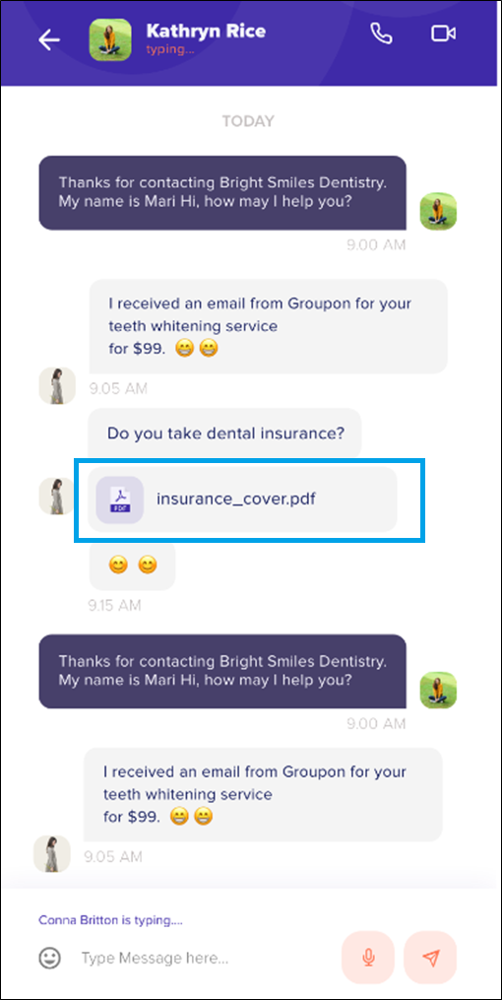 Kathryn Rice
typing...
TODAY
Thanks for contacting Bright Smiles Dentistry.
My name is Mari Hi, how may I help you?
9.00 AM
I received an email from Groupon for your
teeth whitening service
for $99. 😁 😁
9.05 AM
Do you take dental insurance?
PDF
insurance_cover.pdf
😊 😊
9.15 AM
Thanks for contacting Bright Smiles Dentistry.
My name is Mari Hi, how may I help you?
9.00 AM
I received an email from Groupon for your
teeth whitening service
for $99. 😁 😁
9.05 AM
Conna Britton is typing....
Type Message here...